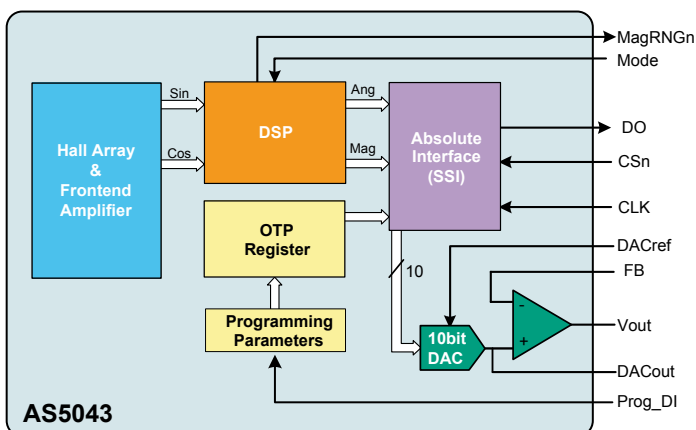 MagRNGn
Mode
Sin
Ang
DSP
Hall Array
&
Frontend
Amplifier
Cos
Mag
Absolute
Interface
(SSI)
DO
CSn
CLK
OTP
Register
DACref
10
FB
Programming
Parameters
10bit
DAC
-
+
Vout
DACout
Prog_DI
AS5043